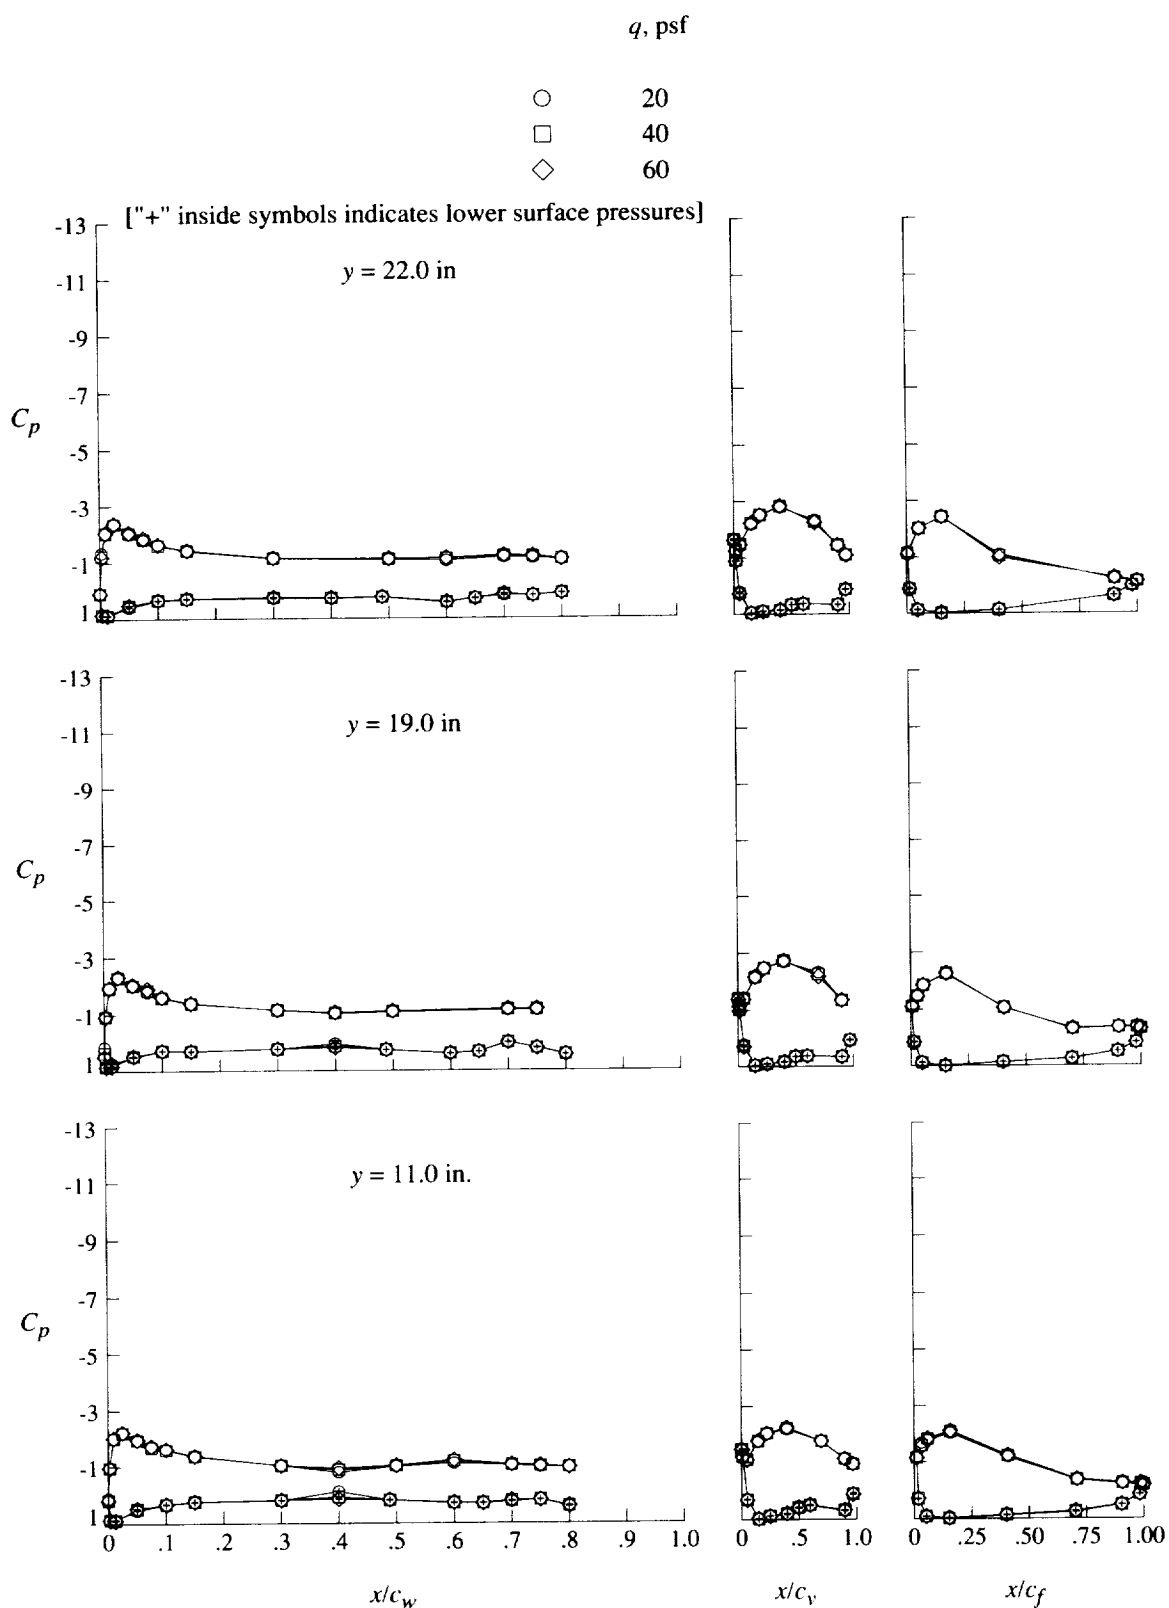 q, psf
20
40
60
["+" inside symbols indicates lower surface pressures]
-13
y = 22.0 in
-11
-9
-7
C_p
-5
-3
-1
1
-13
y = 19.0 in
-11
-9
-7
C_p
-5
-3
-1
1
-13
y = 11.0 in.
-11
-9
-7
C_p
-5
-3
-1
1
0 .1 .2 .3 .4 .5 .6 .7 .8 .9 1.0 0 .5 1.0 0 .25 .50 .75 1.00
x/c_w x/c_v x/c_f